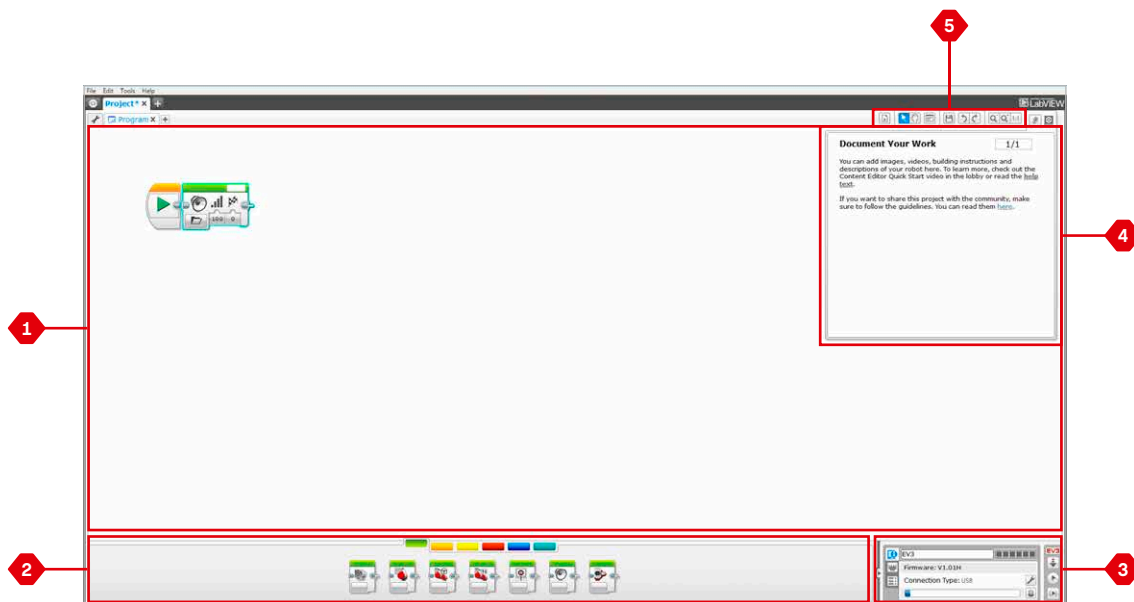 5
File Edit Tools Help
Project* × +
LabVIEW
Program × +
1:1
Document Your Work 1/1
You can add images, videos, building instructions and
descriptions of your robot here. To learn more, check out the
Content Editor Quick Start video in the lobby or read the help
text.
If you want to share this project with the community, make
sure to follow the guidelines. You can read them here.
100 0
4
1
2
EV3 EV3
Firmware: V1.01H
Connection Type: USB
3